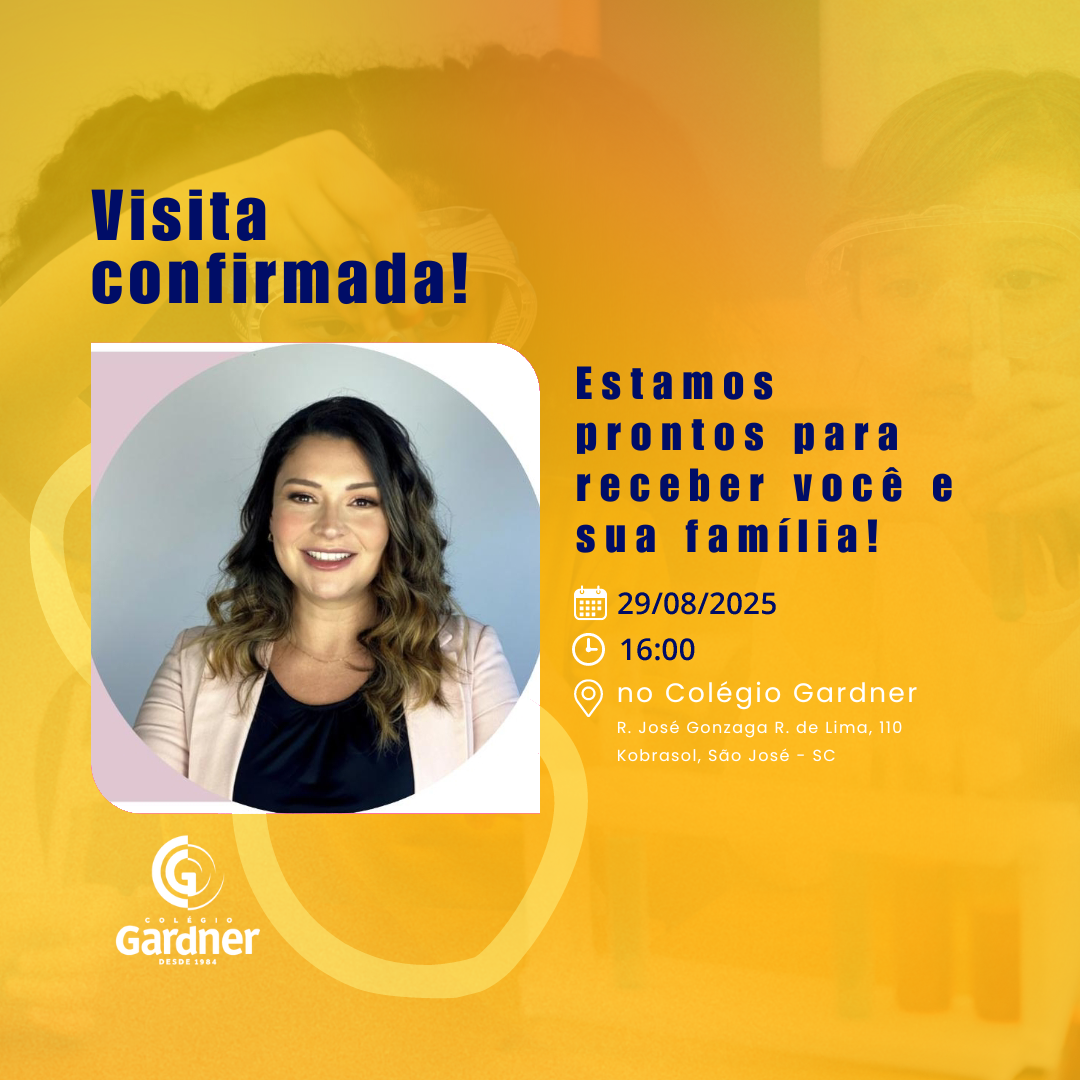 Visita
confirmada!
Estamos
prontos para
receber você e
sua família!
29/08/2025
16:00
no Colégio Gardner
R. José Gonzaga R. de Lima, 110
Kobrasol, São José - SC
G
COLÉGIO
Gardner
DESDE 1984